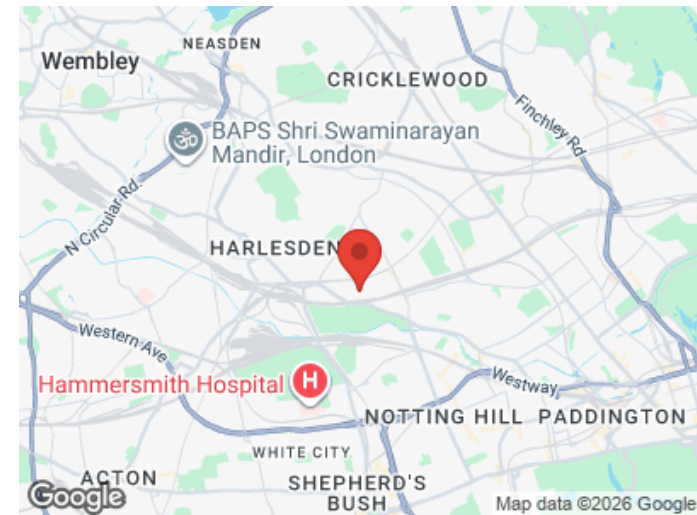 NEASDEN
Wembley
CRICKLEWOOD
Finchley Rd
BAPS Shri Swaminarayan
Mandir, London
N Circular Rd.
HARLESDEN
Western Ave
Hammersmith Hospital
H
Westway
NOTTING HILL
PADDINGTON
WHITE CITY
ACTON
SHEPHERD'S
BUSH
Google
Map data ©2026 Google